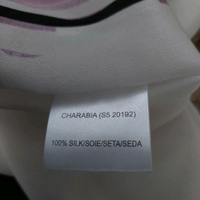 CHARABIA (S5 20192)
100% SILK/SOIE/SETA/SEDA